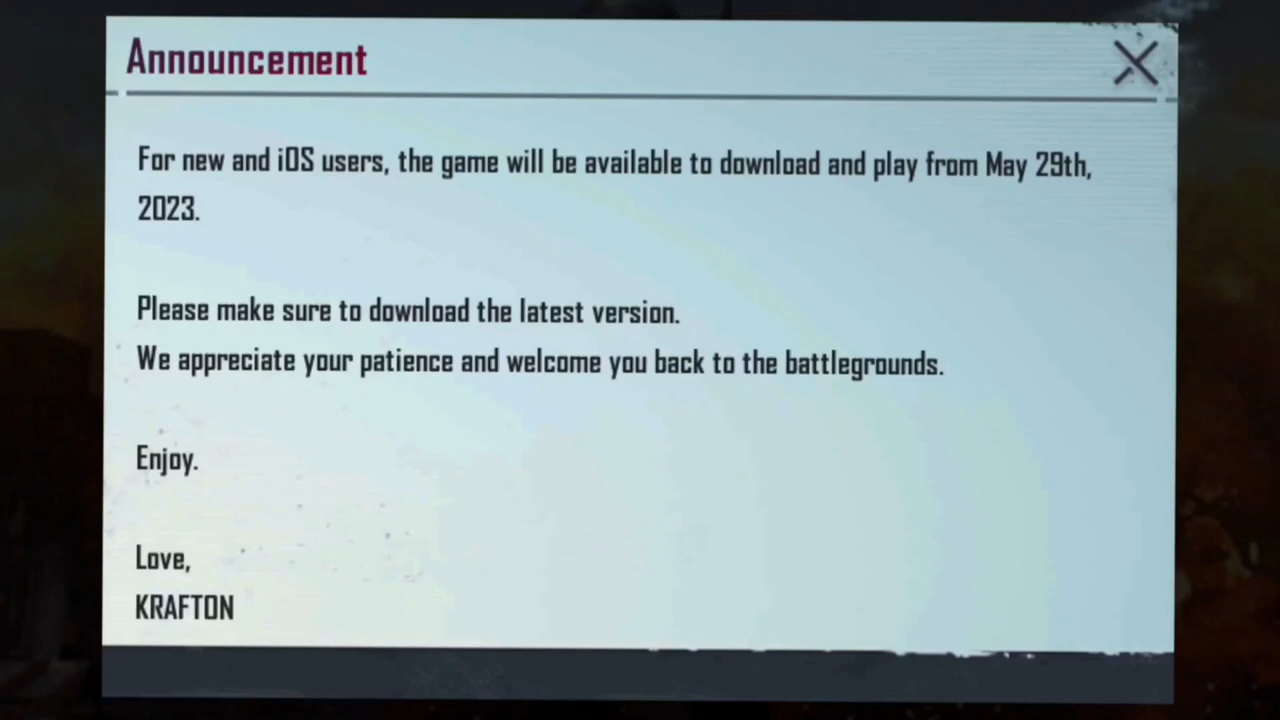 Announcement
For new and iOS users, the game will be available to download and play from May 29th,
2023.
Please make sure to download the latest version.
We appreciate your patience and welcome you back to the battlegrounds.
Enjoy.
Love,
KRAFTON